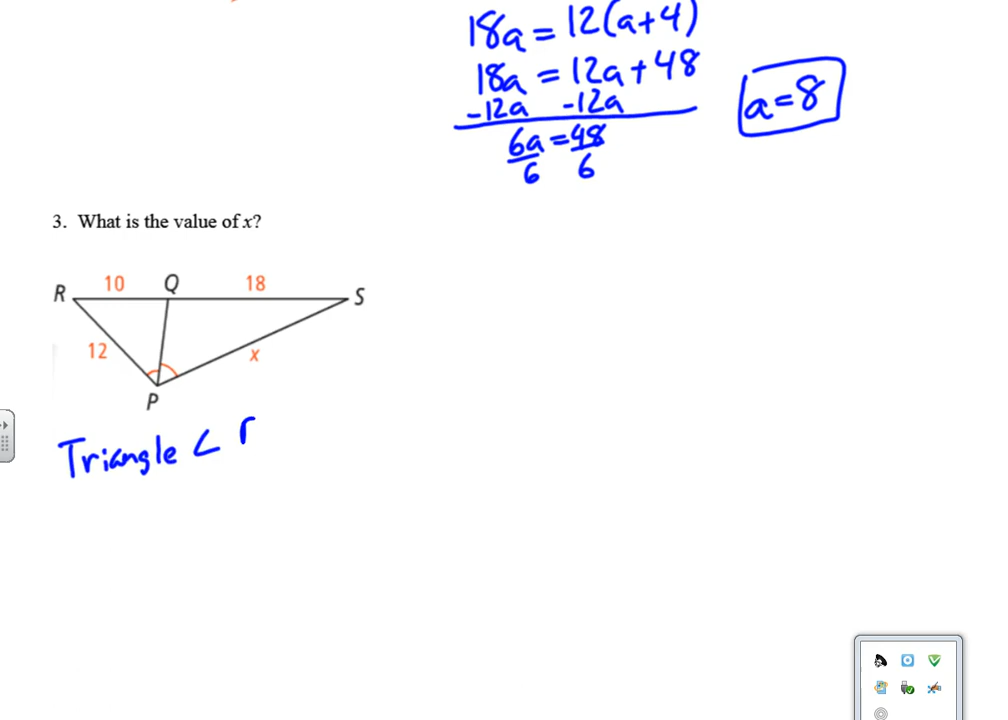 18a = 12(a+4)
18a = 12a + 48
-12a -12a
6a = 48
6 6
a = 8
3. What is the value of x?
R 10 Q 18 S
12 x
P
Triangle <